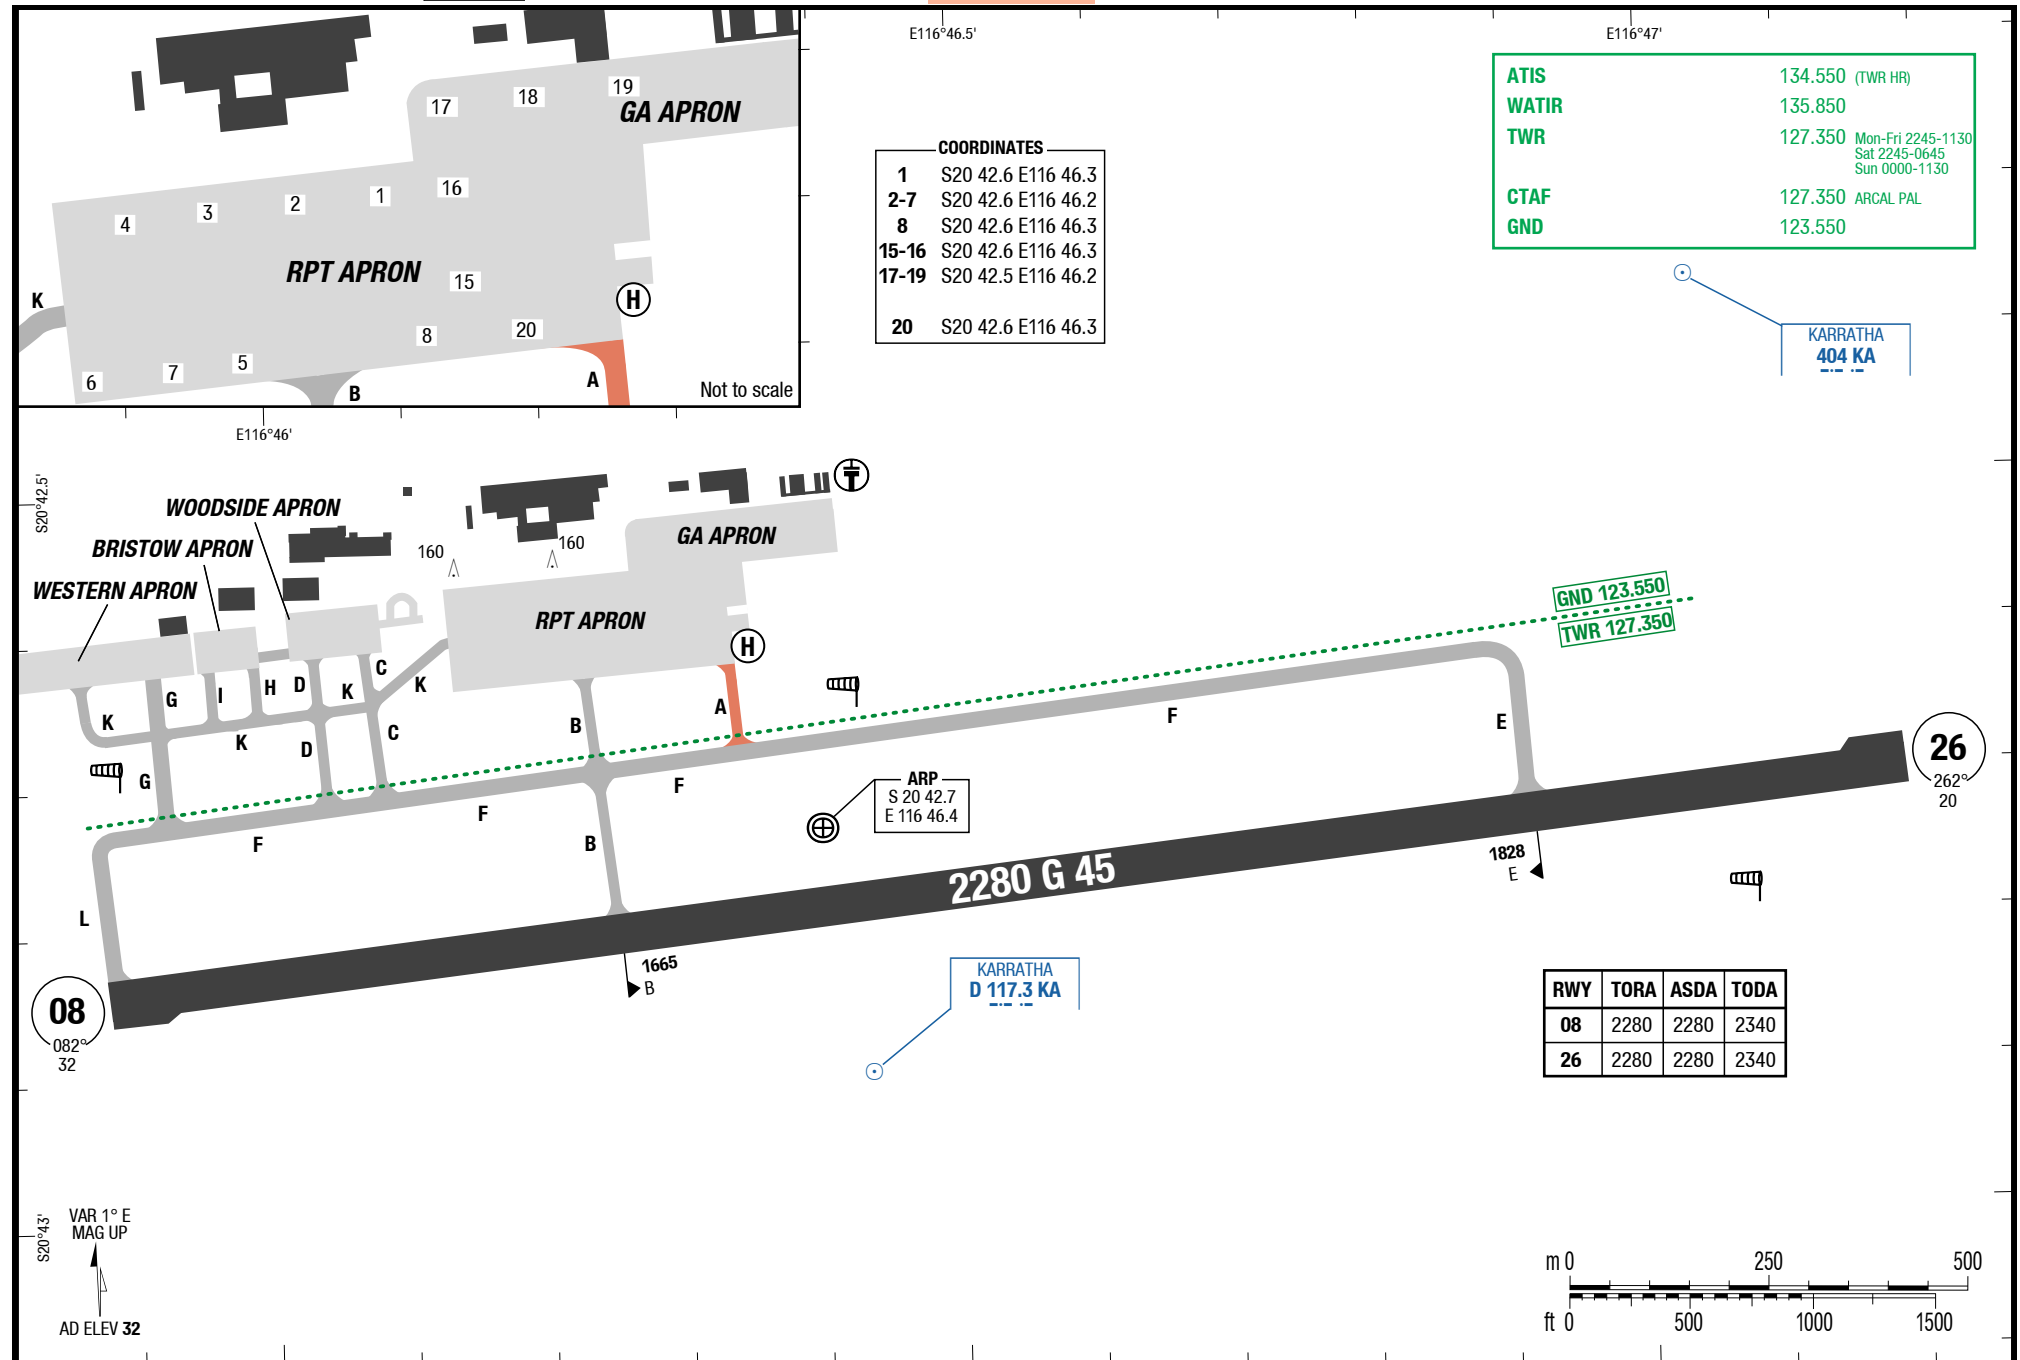 E116°46.5'
E116°47'
17
18
19
GA APRON
4
3
2
1
16
RPT APRON
15
K
H
8
20
6
7
5
B
A
Not to scale
COORDINATES
1 S20 42.6 E116 46.3
2-7 S20 42.6 E116 46.2
8 S20 42.6 E116 46.3
15-16 S20 42.6 E116 46.3
17-19 S20 42.5 E116 46.2
20 S20 42.6 E116 46.3
ATIS 134.550 (TWR HR)
WATIR 135.850
TWR 127.350 Mon-Fri 2245-1130
Sat 2245-0645
Sun 0000-1130
CTAF 127.350 ARCAL PAL
GND 123.550
KARRATHA
404 KA
E116°46'
S20°42.5'
WOODSIDE APRON
BRISTOW APRON
WESTERN APRON
160
160
GA APRON
RPT APRON
H
GND 123.550
TWR 127.350
K
G
I
H
D
K
C
K
K
G
D
C
B
A
F
E
F
F
F
B
L
ARP
S 20 42.7
E 116 46.4
26
262°
20
2280 G 45
1828
E
1665
B
08
082°
32
KARRATHA
D 117.3 KA
RWY TORA ASDA TODA
08 2280 2280 2340
26 2280 2280 2340
S20°43'
VAR 1° E
MAG UP
AD ELEV 32
m 0 250 500
ft 0 500 1000 1500